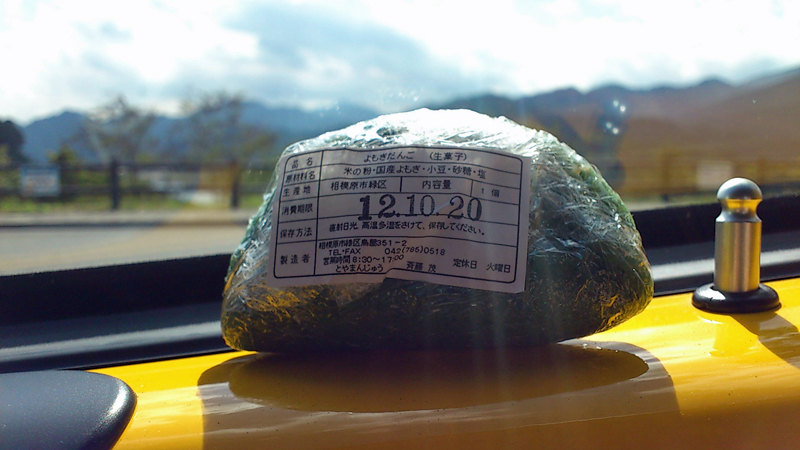 品名 よもぎだんご (生菓子)
原材料名 米の粉・国産よもぎ・小豆・砂糖・塩
生産地 相模原市緑区 内容量 1個
消費期限 12.10.20
保存方法 直射日光、高温多湿をさけて、保存してください。
製造者 相模原市緑区鳥屋351-2
TEL・FAX 042(785)0518
営業時間8:30～17:00 定休日 火曜日
とやまんじゅう 斉藤 茂